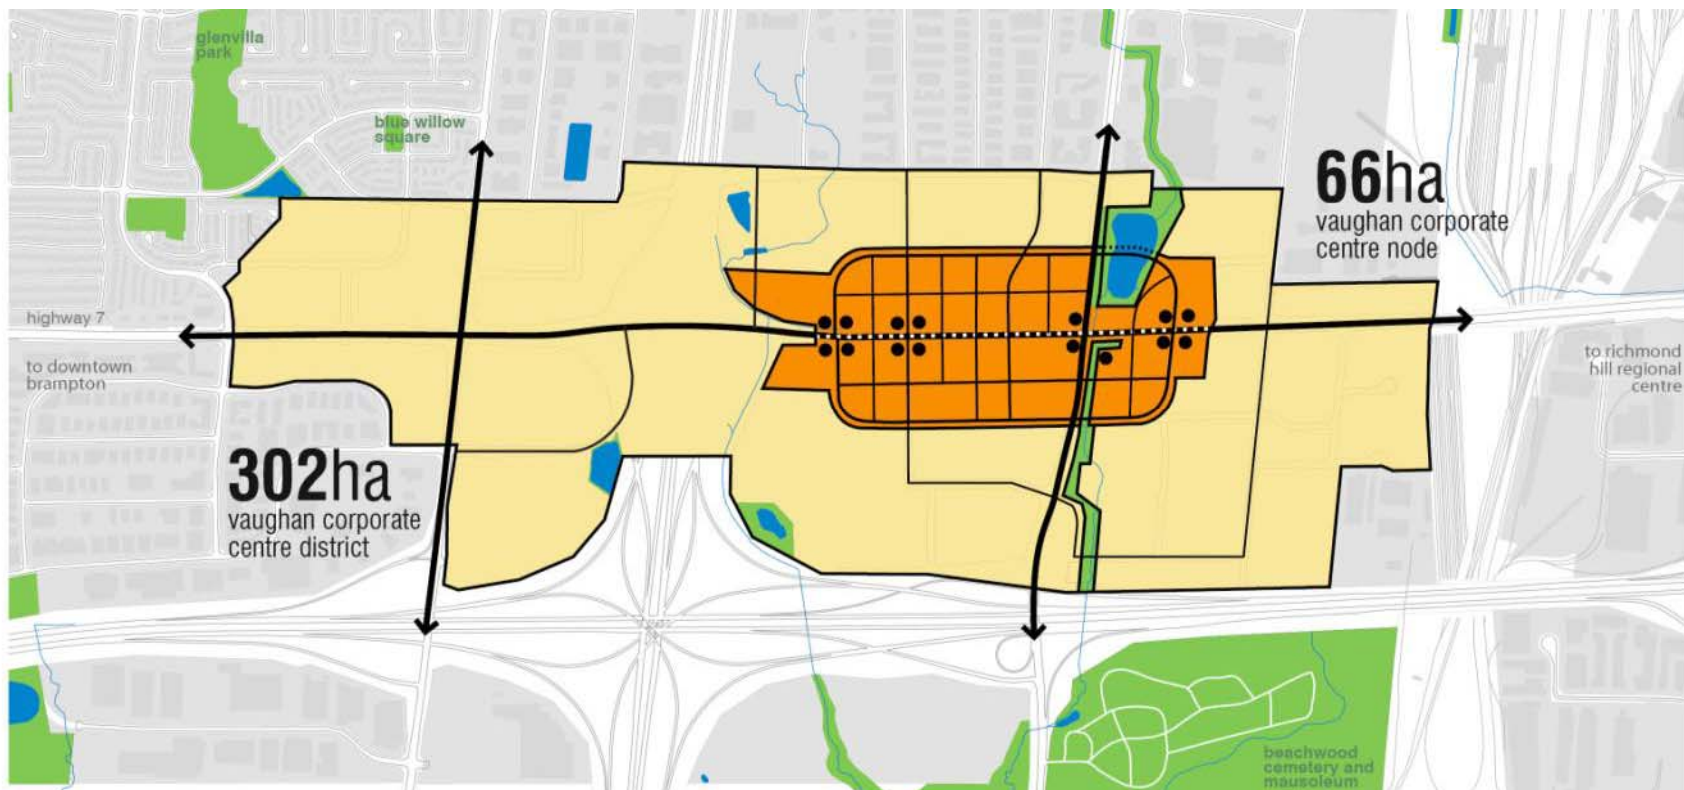 glenvilla
park
blue willow
square
66ha
vaughan corporate
centre node
highway 7
to downtown
brampton
to richmond
hill regional
centre
302ha
vaughan corporate
centre district
beachwood
cemetery and
mausoleum